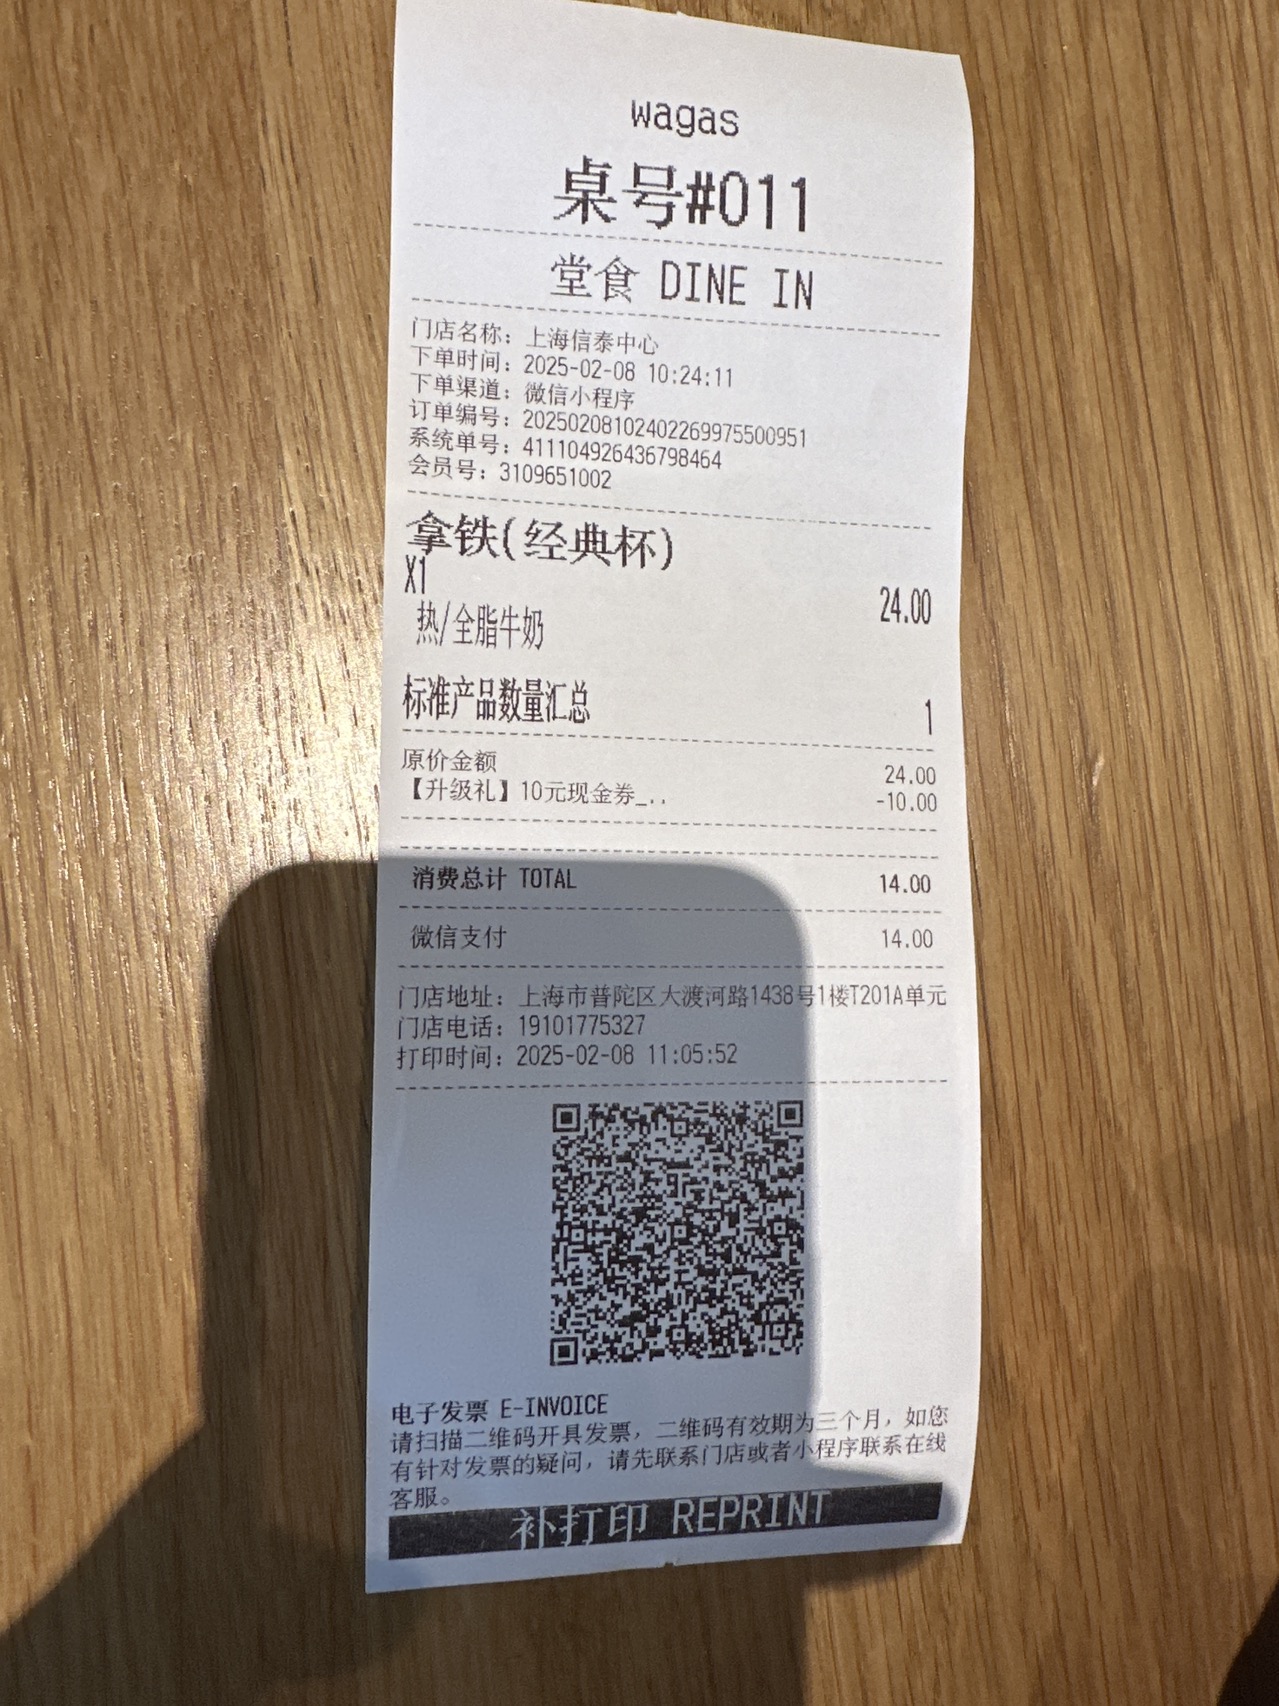 wagas
桌号#011
堂食 DINE IN
门店名称：上海信泰中心
下单时间：2025-02-08 10:24:11
下单渠道：微信小程序
订单编号：20250208102402269975500951
系统单号：411104926436798464
会员号：3109651002
拿铁(经典杯)
X1 24.00
热/全脂牛奶
标准产品数量汇总 1
原价金额 24.00
【升级礼】10元现金券_.. -10.00
消费总计 TOTAL 14.00
微信支付 14.00
门店地址：上海市普陀区大渡河路1438号1楼T201A单元
门店电话：19101775327
打印时间：2025-02-08 11:05:52
电子发票 E-INVOICE
请扫描二维码开具发票，二维码有效期为三个月，如您
有针对发票的疑问，请先联系门店或者小程序联系在线
客服。
补打印 REPRINT